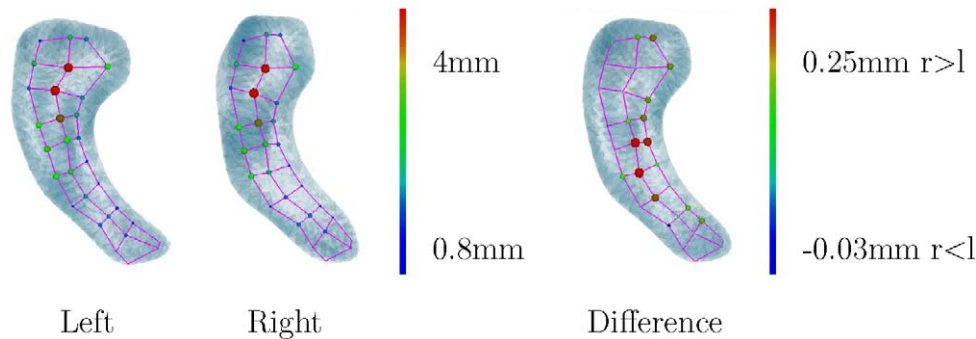 4mm
0.25mm r>l
0.8mm
-0.03mm r<l
Left
Right
Difference